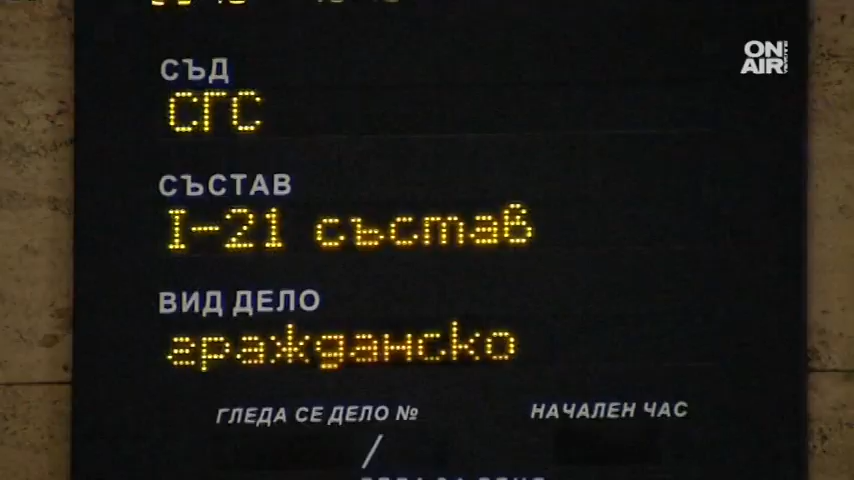 ON
AIR
СЪД
СГС
СЪСТАВ
I-21 състав
ВИД ДЕЛО
гражданско
ГЛЕДА СЕ ДЕЛО № НАЧАЛЕН ЧАС
/